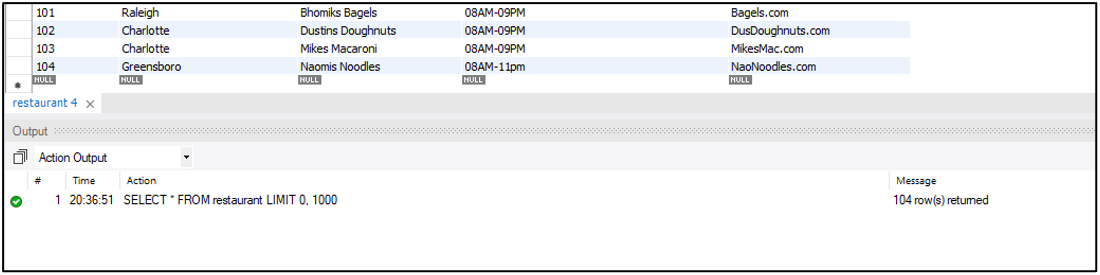 101 Raleigh Bhomiks Bagels 08AM-09PM Bagels.com
102 Charlotte Dustins Doughnuts 08AM-09PM DusDoughnuts.com
103 Charlotte Mikes Macaroni 08AM-09PM MikesMac.com
104 Greensboro Naomis Noodles 08AM-11pm NaoNoodles.com
NULL NULL NULL NULL NULL
restaurant 4
Output
Action Output
# Time Action Message
1 20:36:51 SELECT * FROM restaurant LIMIT 0, 1000 104 row(s) returned